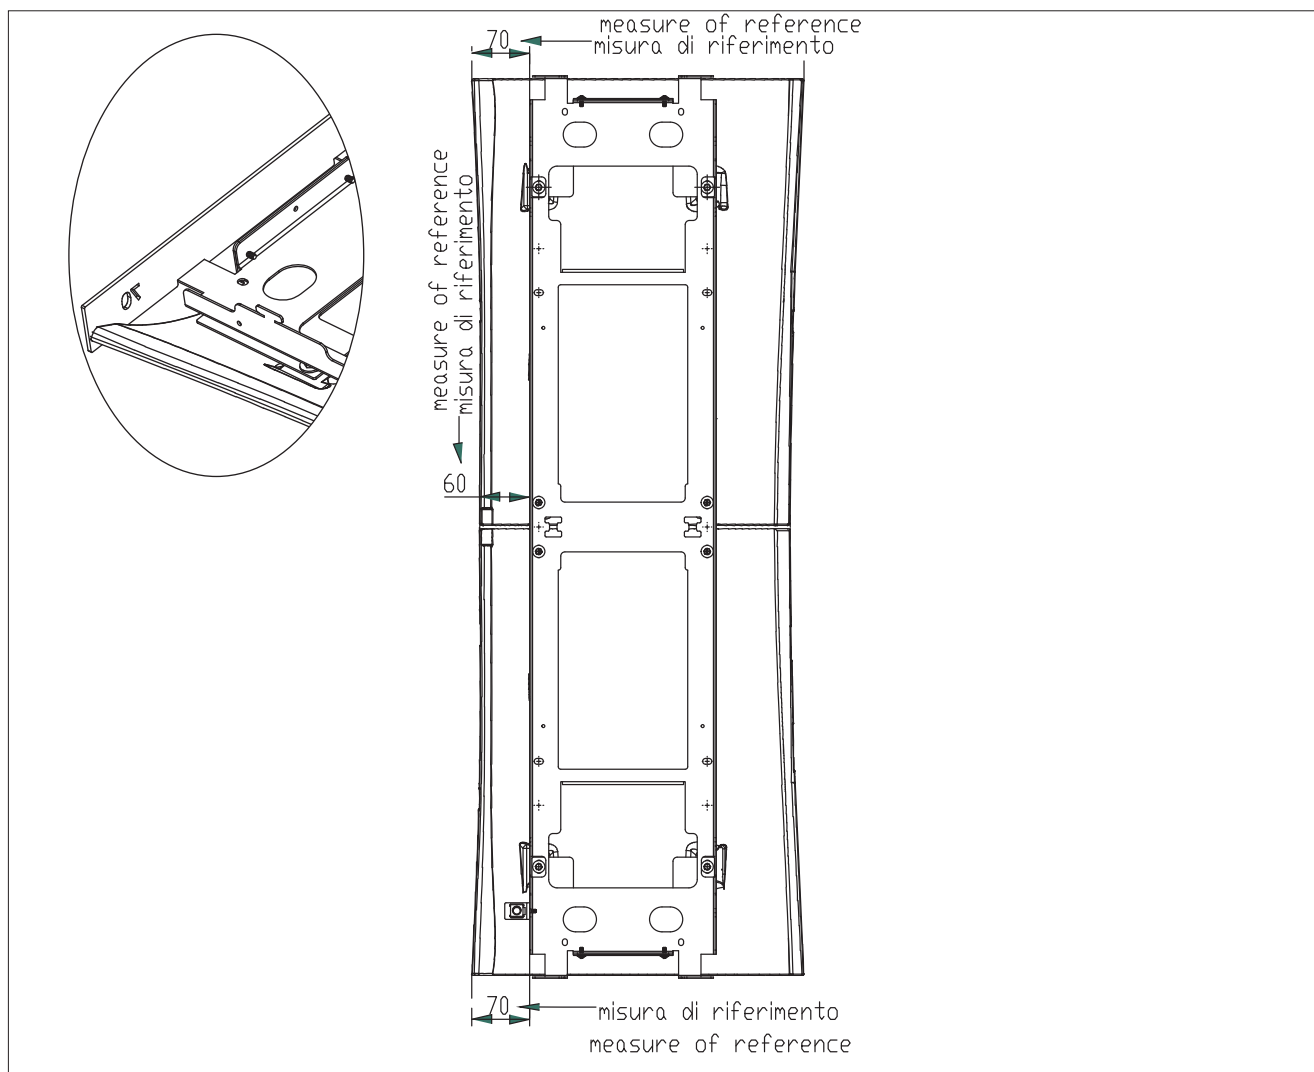 measure of reference
70
misura di riferimento
measure of reference
misura di riferimento
70
60
70
misura di riferimento
measure of reference